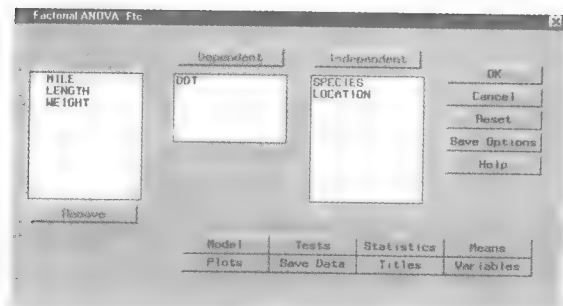 Factorial ANOVA
Dependent
Independent
MILE
LENGTH
WEIGHT
DDT
SPECIES
LOCATION
OK
Cancel
Reset
Save Options
Help
Remove
Model Tests Statistics Means
Plots Save Data Titles Variables